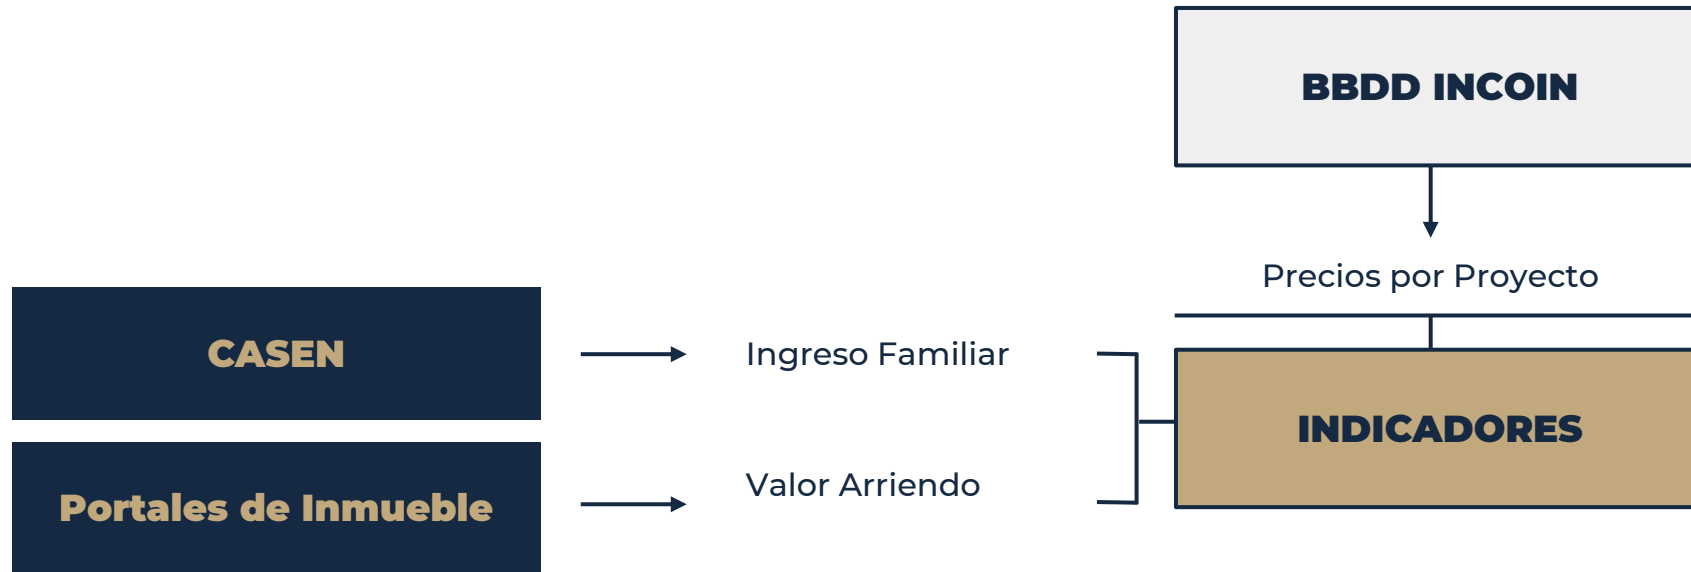 BBDD INCOIN
Precios por Proyecto
CASEN
Ingreso Familiar
INDICADORES
Valor Arriendo
Portales de Inmueble